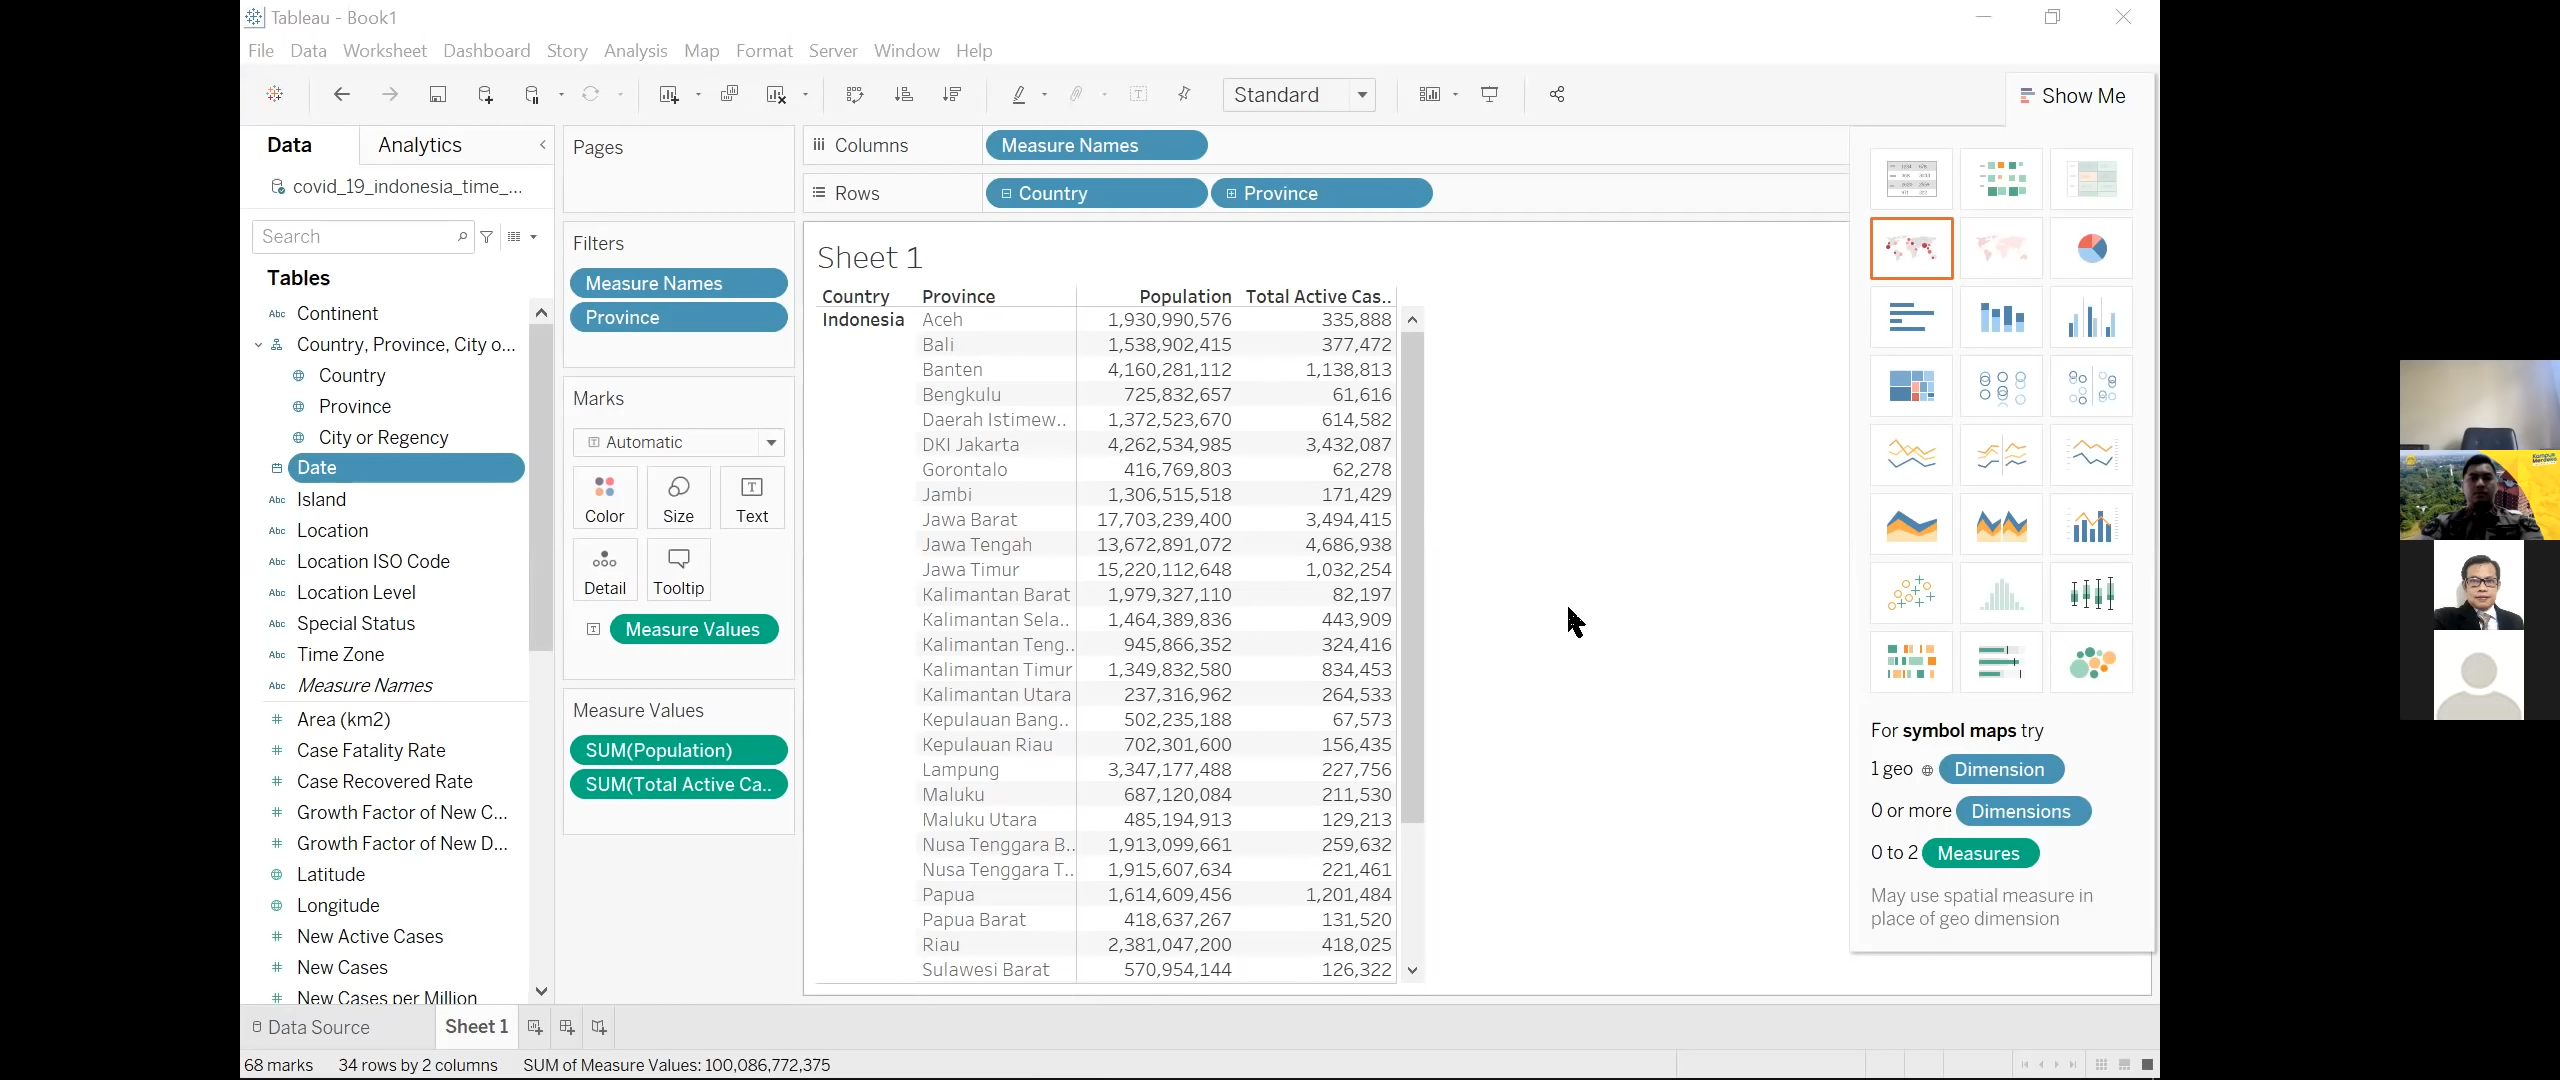 Tableau - Book1
File Data Worksheet Dashboard Story Analysis Map Format Server Window Help
Standard
Show Me
Data
Analytics
covid_19_indonesia_time_...
Search
Tables
Abc Continent
Country, Province, City o...
Country
Province
City or Regency
Date
Abc Island
Abc Location
Abc Location ISO Code
Abc Location Level
Abc Special Status
Abc Time Zone
Abc Measure Names
# Area (km2)
# Case Fatality Rate
# Case Recovered Rate
# Growth Factor of New C...
# Growth Factor of New D...
Latitude
Longitude
# New Active Cases
# New Cases
# New Cases per Million
Pages
Filters
Measure Names
Province
Marks
Automatic
Color
Size
Text
Detail
Tooltip
Measure Values
Measure Values
SUM(Population)
SUM(Total Active Ca..
Columns
Measure Names
Rows
Country
Province
Sheet 1
Country Province Population Total Active Cas..
Indonesia Aceh 1,930,990,576 335,888
Bali 1,538,902,415 377,472
Banten 4,160,281,112 1,138,813
Bengkulu 725,832,657 61,616
Daerah Istimew.. 1,372,523,670 614,582
DKI Jakarta 4,262,534,985 3,432,087
Gorontalo 416,769,803 62,278
Jambi 1,306,515,518 171,429
Jawa Barat 17,703,239,400 3,494,415
Jawa Tengah 13,672,891,072 4,686,938
Jawa Timur 15,220,112,648 1,032,254
Kalimantan Barat 1,979,327,110 82,197
Kalimantan Sela.. 1,464,389,836 443,909
Kalimantan Teng.. 945,866,352 324,416
Kalimantan Timur 1,349,832,580 834,453
Kalimantan Utara 237,316,962 264,533
Kepulauan Bang.. 502,235,188 67,573
Kepulauan Riau 702,301,600 156,435
Lampung 3,347,177,488 227,756
Maluku 687,120,084 211,530
Maluku Utara 485,194,913 129,213
Nusa Tenggara B.. 1,913,099,661 259,632
Nusa Tenggara T.. 1,915,607,634 221,461
Papua 1,614,609,456 1,201,484
Papua Barat 418,637,267 131,520
Riau 2,381,047,200 418,025
Sulawesi Barat 570,954,144 126,322
For symbol maps try
1 geo Dimension
0 or more Dimensions
0 to 2 Measures
May use spatial measure in
place of geo dimension
Kampus
Merdeka
Data Source
Sheet 1
68 marks 34 rows by 2 columns SUM of Measure Values: 100,086,772,375